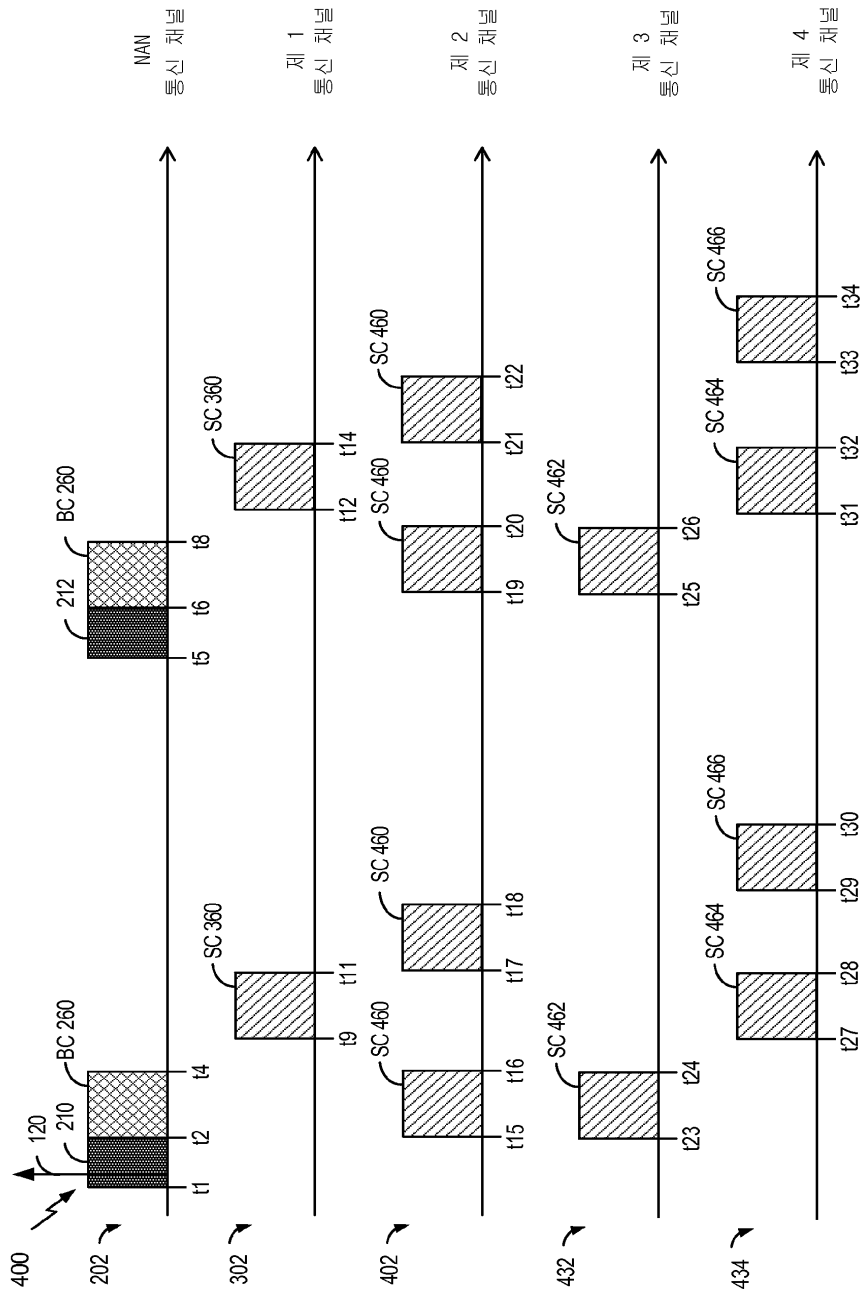 400
120
210
BC 260
212
BC 260
202
t1
t2
t4
t5
t6
t8
NAN
통신 채널
302
SC 360
SC 360
t9
t11
t12
t14
제 1
통신 채널
402
SC 460
SC 460
SC 460
SC 460
t15
t16
t17
t18
t19
t20
t21
t22
제 2
통신 채널
432
SC 462
SC 462
t23
t24
t25
t26
제 3
통신 채널
434
SC 464
SC 466
SC 464
SC 466
t27
t28
t29
t30
t31
t32
t33
t34
제 4
통신 채널